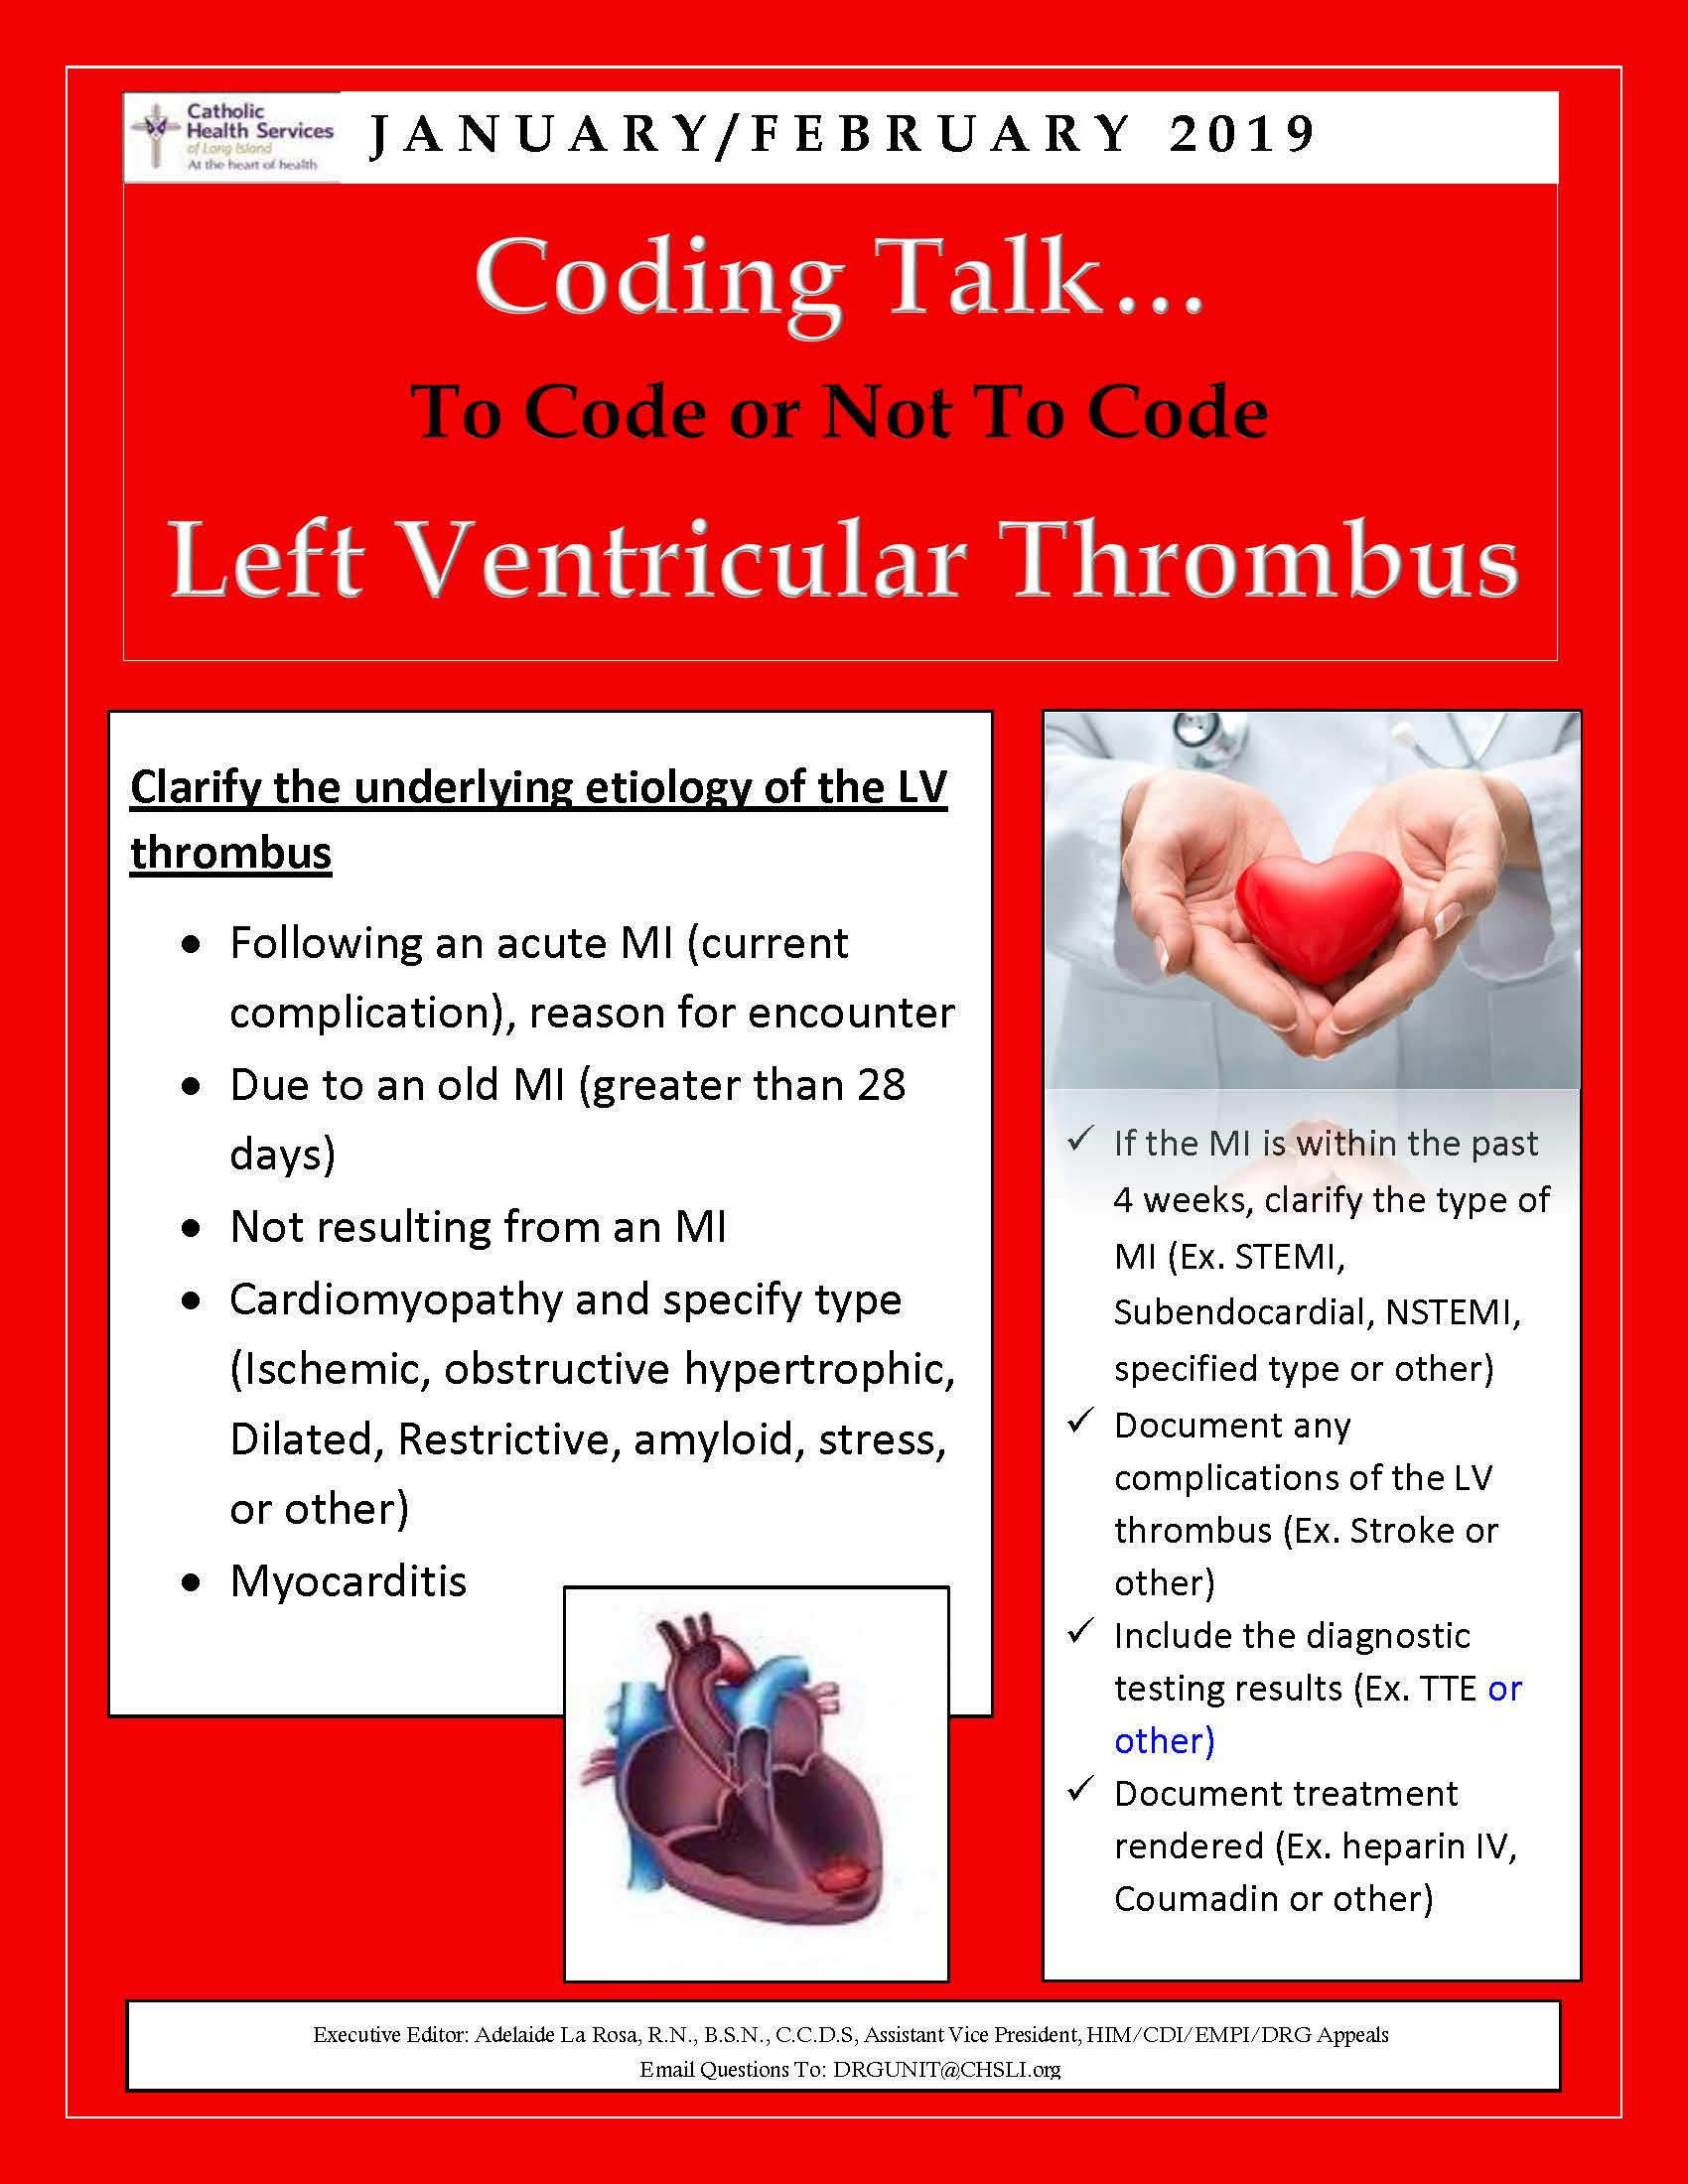 Catholic
Health Services
of Long Island
At the heart of health
JANUARY/FEBRUARY 2019
Coding Talk...
To Code or Not To Code
Left Ventricular Thrombus
Clarify the underlying etiology of the LV
thrombus
• Following an acute MI (current
complication), reason for encounter
• Due to an old MI (greater than 28
days)
• Not resulting from an MI
• Cardiomyopathy and specify type
(Ischemic, obstructive hypertrophic,
Dilated, Restrictive, amyloid, stress,
or other)
• Myocarditis
✓ If the MI is within the past
4 weeks, clarify the type of
MI (Ex. STEMI,
Subendocardial, NSTEMI,
specified type or other)
✓ Document any
complications of the LV
thrombus (Ex. Stroke or
other)
✓ Include the diagnostic
testing results (Ex. TTE or
other)
✓ Document treatment
rendered (Ex. heparin IV,
Coumadin or other)
Executive Editor: Adelaide La Rosa, R.N., B.S.N., C.C.D.S, Assistant Vice President, HIM/CDI/EMPI/DRG Appeals
Email Questions To: DRGUNIT@CHSLI.org